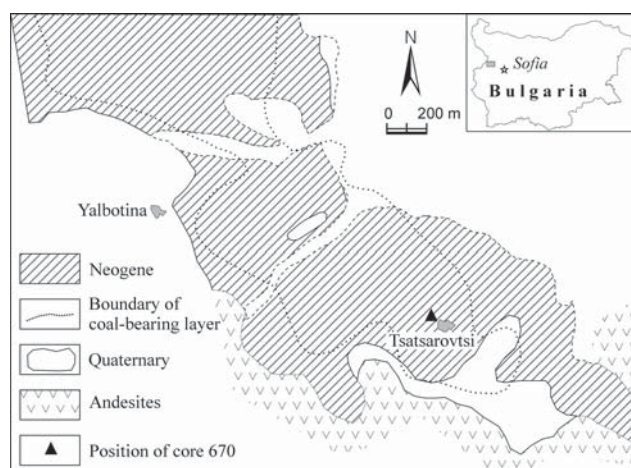 N
0 200 m
Sofia
Bulgaria
Yalbotina
Tsatsarovtsi
Neogene
Boundary of
coal-bearing layer
Quaternary
Andesites
Position of core 670